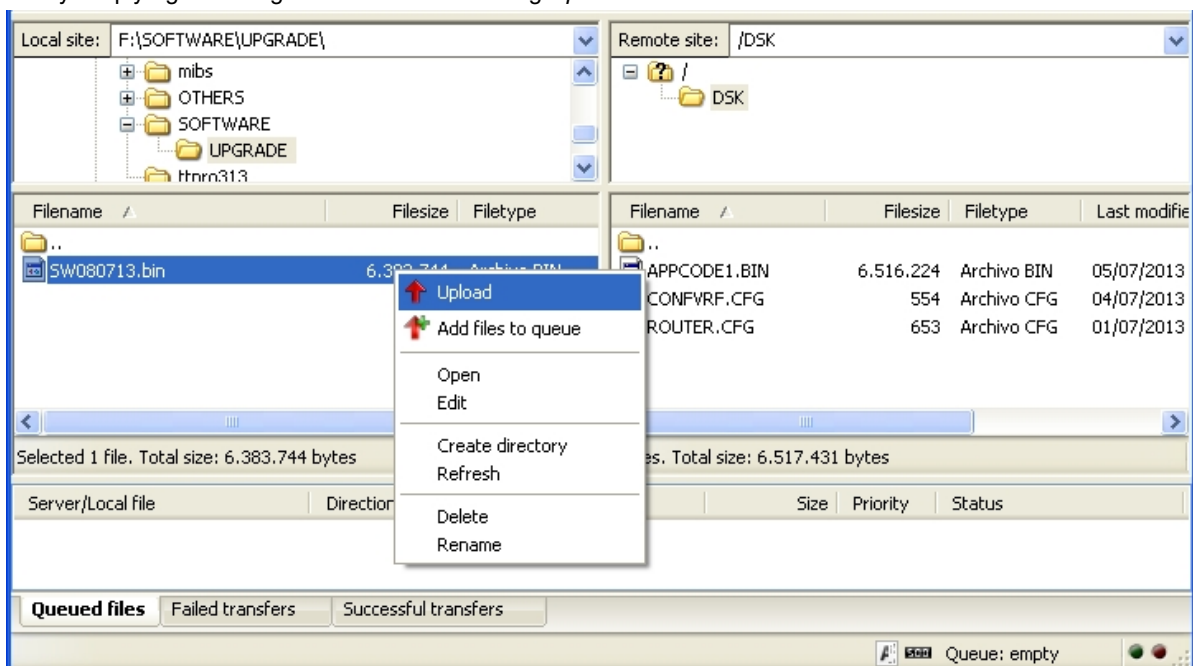 Local site: F:\SOFTWARE\UPGRADE\
mibs
OTHERS
SOFTWARE
UPGRADE
ttpro313
Remote site: /DSK
/
DSK
Filename Filesize Filetype
..
SW080713.bin
Filename Filesize Filetype Last modifie
..
APPCODE1.BIN 6.516.224 Archivo BIN 05/07/2013
CONFVRF.CFG 554 Archivo CFG 04/07/2013
ROUTER.CFG 653 Archivo CFG 01/07/2013
Upload
Add files to queue
Open
Edit
Create directory
Refresh
Delete
Rename
Selected 1 file. Total size: 6.383.744 bytes
es. Total size: 6.517.431 bytes
Server/Local file Direction Size Priority Status
Queued files Failed transfers Successful transfers
Queue: empty